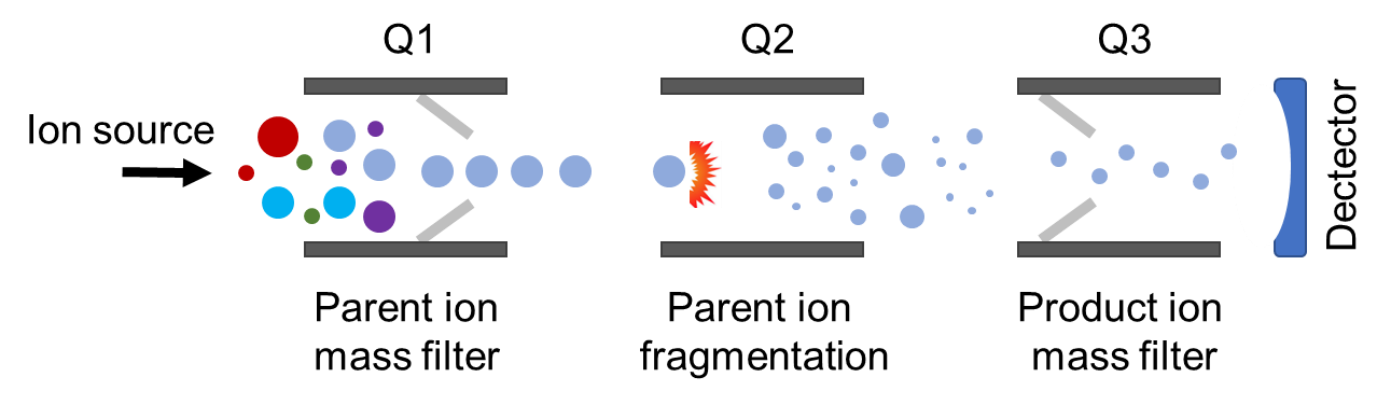 Q1
Q2
Q3
Ion source
Dectector
Parent ion
mass filter
Parent ion
fragmentation
Product ion
mass filter